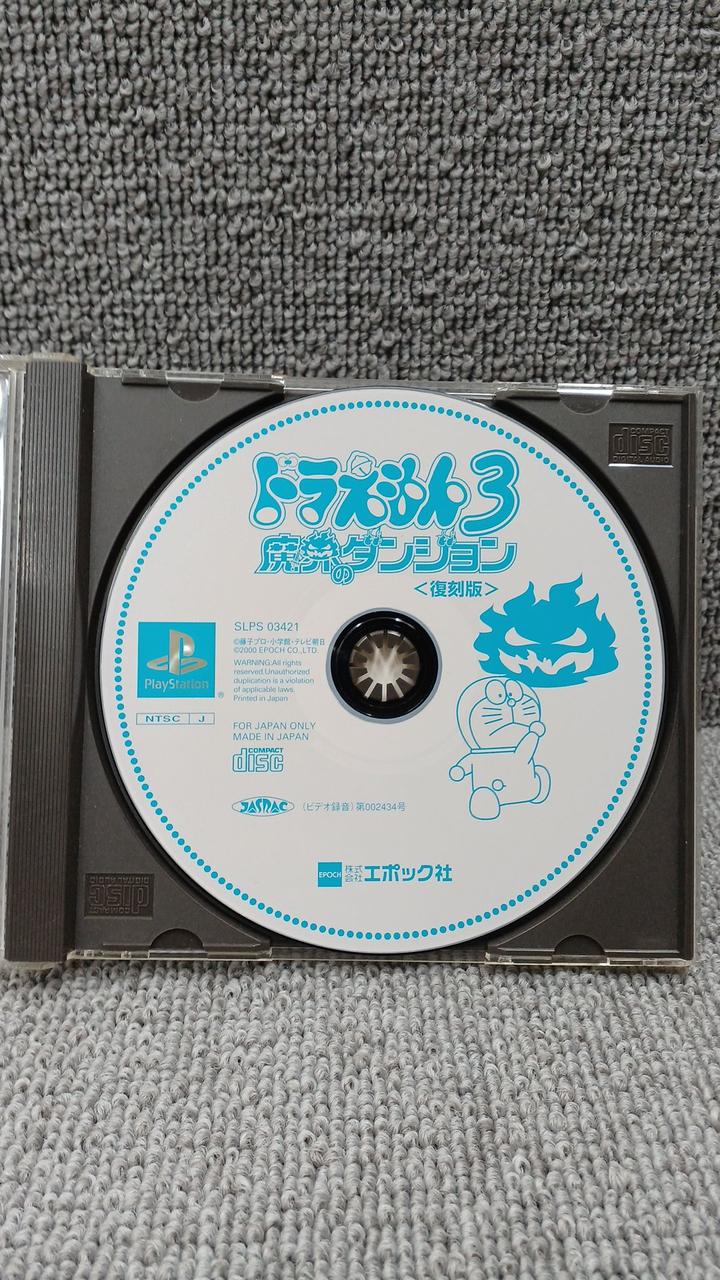 COMPACT
disc
DIGITAL AUDIO
ドラえもん3
魔界のダンジョン
<復刻版>
SLPS 03421
©藤子プロ・小学館・テレビ朝日
©2000 EPOCH CO.,LTD.
WARNING:All rights
reserved.Unauthorized
duplication is a violation
of applicable laws.
Printed in Japan
PlayStation
®
NTSC J
FOR JAPAN ONLY
MADE IN JAPAN
COMPACT
disc
JASRAC (ビデオ録音)第002434号
EPOCH 株式会社エポック社
COMPACT
disc
DIGITAL AUDIO